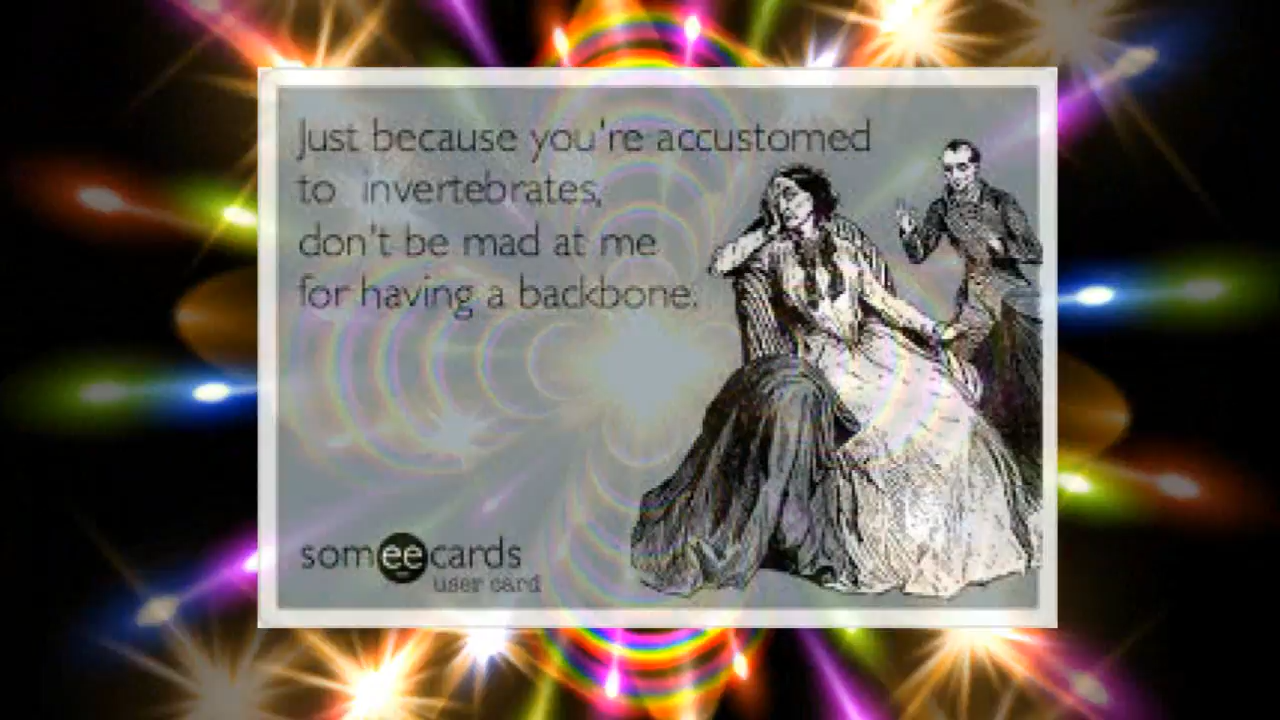 Just because you're accustomed
to invertebrates,
don't be mad at me
for having a backbone.
someecards
user card